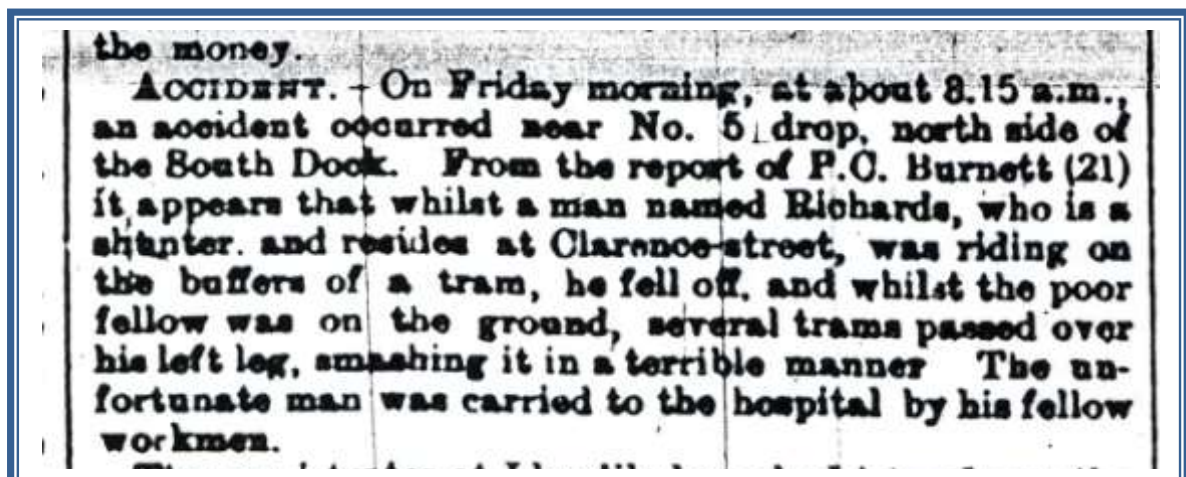 the money.
ACCIDENT. - On Friday morning, at about 8.15 a.m.,
an accident occurred near No. 5 drop, north side of
the South Dock. From the report of P.C. Burnett (21)
it appears that whilst a man named Richards, who is a
shunter. and resides at Clarence-street, was riding on
the buffers of a tram, he fell off, and whilst the poor
fellow was on the ground, several trams passed over
his left leg, smashing it in a terrible manner The un-
fortunate man was carried to the hospital by his fellow
workmen.